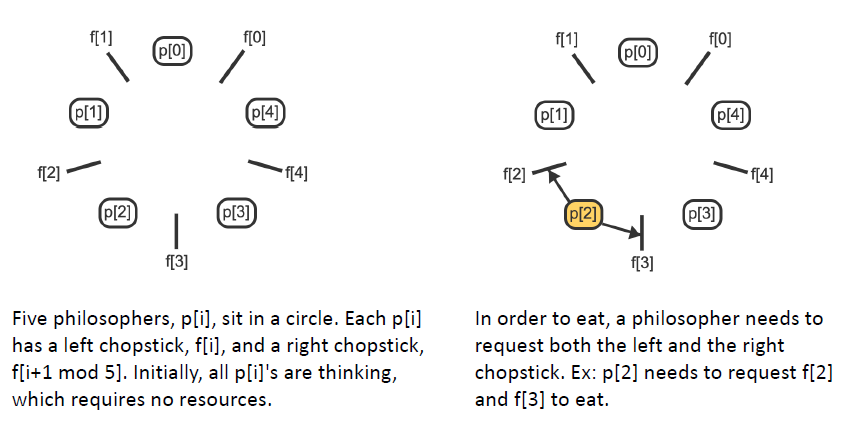 f[1]
p[0]
f[0]
p[1]
p[4]
f[2]
f[4]
p[2]
p[3]
f[3]
Five philosophers, p[i], sit in a circle. Each p[i]
has a left chopstick, f[i], and a right chopstick,
f[i+1 mod 5]. Initially, all p[i]'s are thinking,
which requires no resources.
f[1]
p[0]
f[0]
p[1]
p[4]
f[2]
f[4]
p[2]
p[3]
f[3]
In order to eat, a philosopher needs to
request both the left and the right
chopstick. Ex: p[2] needs to request f[2]
and f[3] to eat.